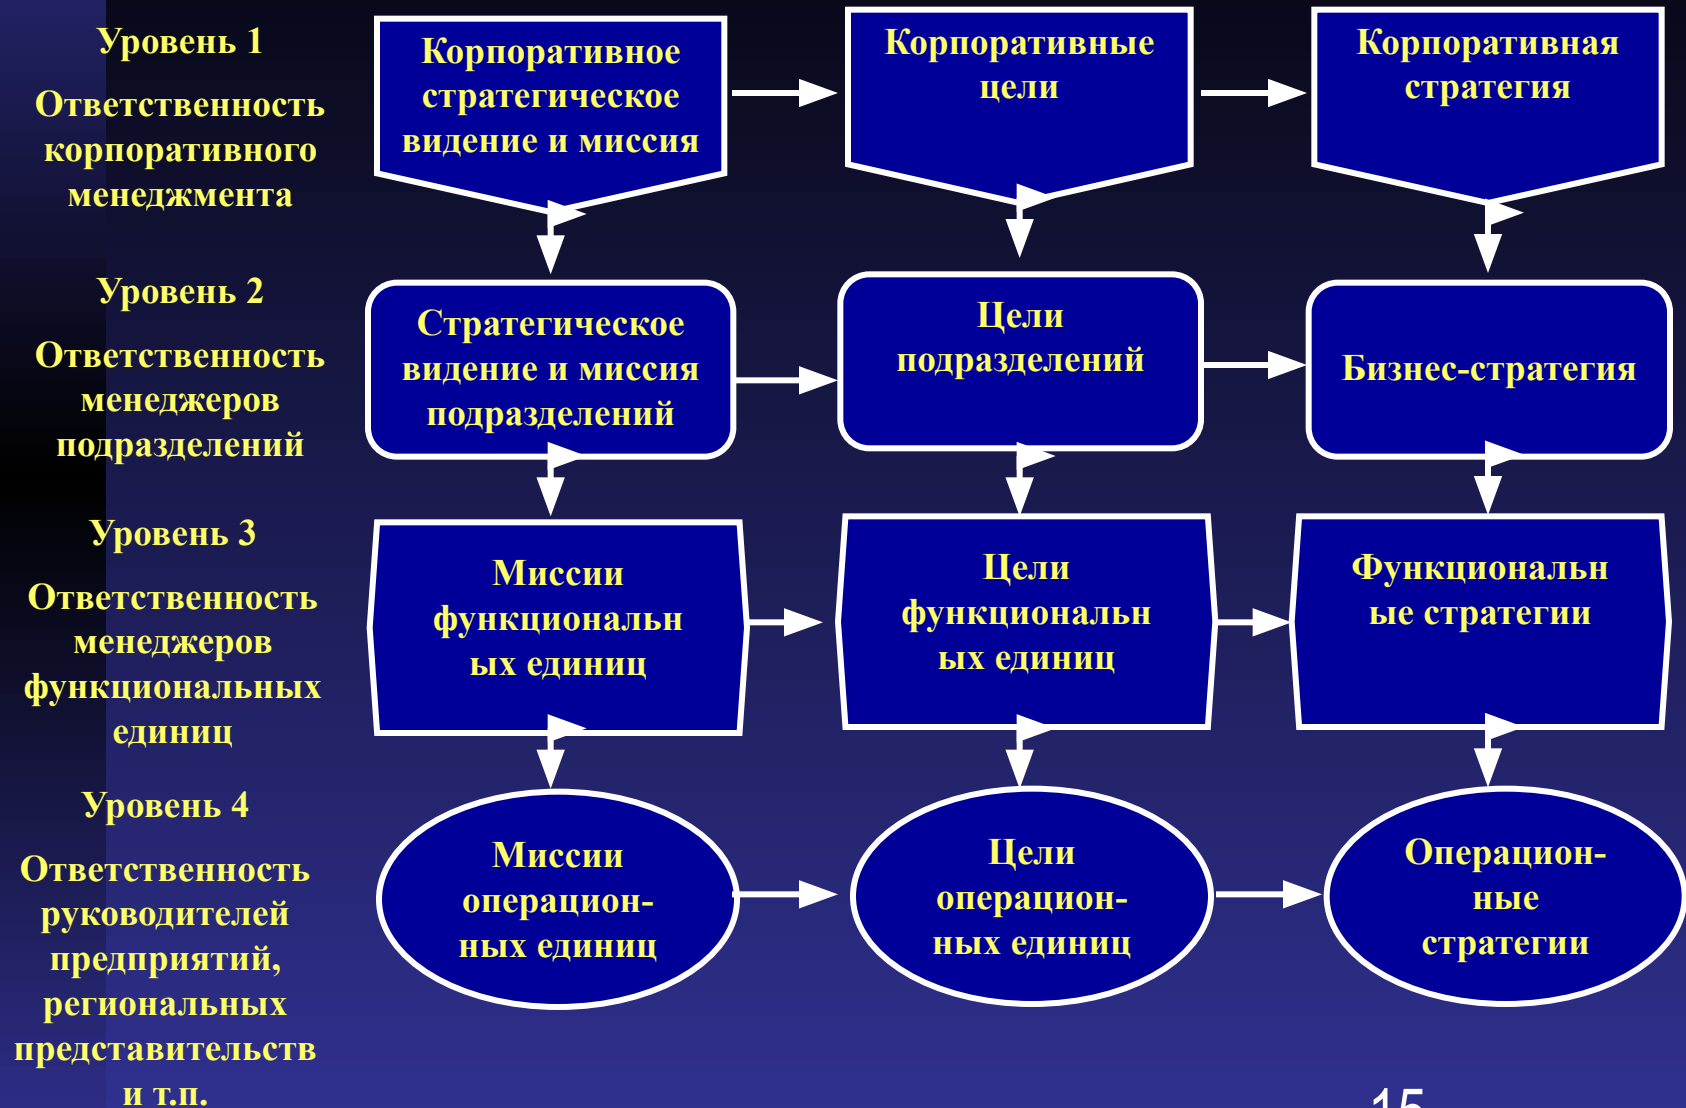 Уровень 1
Ответственность
корпоративного
менеджмента
Корпоративное
стратегическое
видение и миссия
Корпоративные
цели
Корпоративная
стратегия
Уровень 2
Ответственность
менеджеров
подразделений
Стратегическое
видение и миссия
подразделений
Цели
подразделений
Бизнес-стратегия
Уровень 3
Ответственность
менеджеров
функциональных
единиц
Миссии
функциональн
ых единиц
Цели
функциональн
ых единиц
Функциональн
ые стратегии
Уровень 4
Ответственность
руководителей
предприятий,
региональных
представительств
и т.п.
Миссии
операцион-
ных единиц
Цели
операцион-
ных единиц
Операцион-
ные
стратегии
15